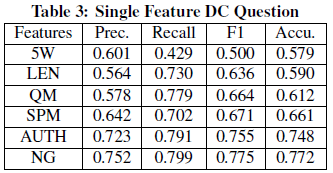 Table 3: Single Feature DC Question
Features Prec. Recall F1 Accu.
5W 0.601 0.429 0.500 0.579
LEN 0.564 0.730 0.636 0.590
QM 0.578 0.779 0.664 0.612
SPM 0.642 0.702 0.671 0.661
AUTH 0.723 0.791 0.755 0.748
NG 0.752 0.799 0.775 0.772